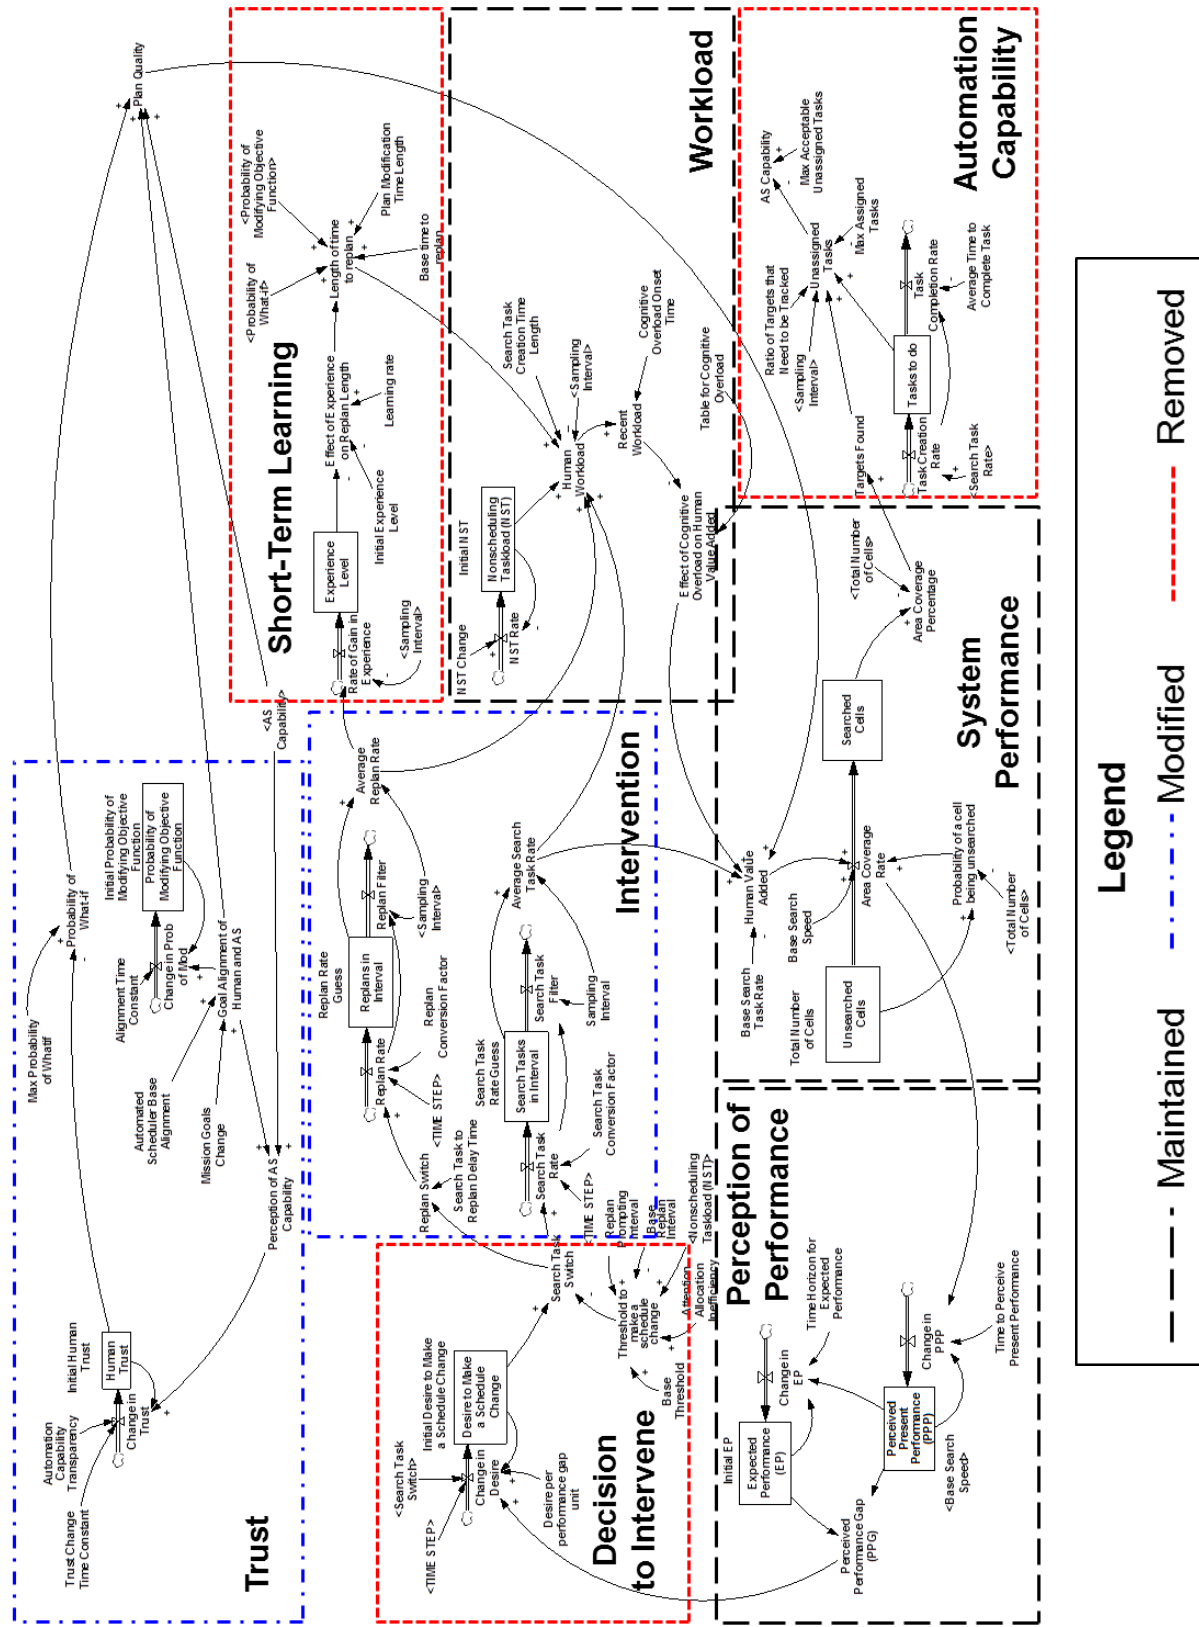 Max Probability
of WhatIf
Probability of
What-if
Plan Quality
Automation
Capability
Transparency
Trust Change
Time Constant
Change in
Trust
Initial Human
Trust
Human
Trust
Perception of AS
Capability
Mission Goals
Change
Automated
Scheduler Base
Alignment
Goal Alignment of
Human and AS
Alignment Time
Constant
Change in Prob
of Mod
Initial Probability of
Modifying Objective
Function
Probability of
Modifying Objective
Function
<AS
Capability>
Trust
<Probability of
What-if>
<Probability of
Modifying Objective
Function>
Length of time
to replan
Plan Modification
Time Length
Base time to
replan
Effect of Experience
on Replan Length
Learning rate
Initial Experience
Level
Experience
Level
Rate of Gain in
Experience
<Sampling
Interval>
Short-Term Learning
Replan Rate
Guess
Replans in
Interval
Replan Filter
<Sampling
Interval>
Average
Replan Rate
Replan Rate
Replan
Conversion Factor
<TIME STEP>
Replan Switch
Search Task to
Replan Delay Time
Search Task
Rate Guess
Search Tasks
in Interval
Search Task
Filter
Sampling
Interval
Average Search
Task Rate
Search Task
Rate
Search Task
Conversion Factor
<TIME STEP>
Intervention
NST Change
NST Rate
Initial NST
Nonscheduling
Taskload (NST)
Human
Workload
Search Task
Creation Time
Length
<Sampling
Interval>
Recent
Workload
Cognitive
Overload Onset
Time
Table for Cognitive
Overload
Effect of Cognitive
Overload on Human
Value Added
Workload
<Search Task
Switch>
<TIME STEP>
Change in
Desire
Initial Desire to Make
a Schedule Change
Desire to Make
a Schedule
Change
Desire per
performance gap
unit
Search Task
Switch
Threshold to
make a
schedule
change
Base
Threshold
Replan
Prompting
Interval
Base
Replan
Interval
<Nonscheduling
Taskload (NST)>
Attention
Allocation
Inefficiency
Decision
to Intervene
Initial EP
Expected
Performance
(EP)
Change in
EP
Time Horizon for
Expected
Performance
Perceived
Performance Gap
(PPG)
Perceived
Present
Performance (PPP)
Change in
PPP
Time to Perceive
Present Performance
<Base Search
Speed>
Perception of
Performance
Base Search
Task Rate
Human Value
Added
Base Search
Speed
Total Number
of Cells
Unsearched
Cells
Area Coverage
Rate
Searched
Cells
Probability of a cell
being unsearched
<Total Number
of Cells>
Area Coverage
Percentage
<Total Number
of Cells>
System
Performance
Targets Found
<Sampling
Interval>
Ratio of Targets that
Need to be Tracked
Unassigned
Tasks
AS Capability
Max Acceptable
Unassigned Tasks
Max Assigned
Tasks
Task Creation
Rate
<Search Task
Rate>
Tasks to do
Task
Completion Rate
Average Time to
Complete Task
Automation
Capability
Legend
Maintained
Modified
Removed